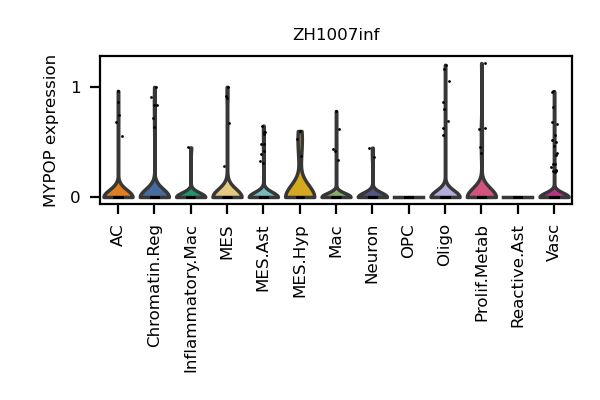 ZH1007inf
MYPOP expression
1
0
AC
Chromatin.Reg
Inflammatory.Mac
MES
MES.Ast
MES.Hyp
Mac
Neuron
OPC
Oligo
Prolif.Metab
Reactive.Ast
Vasc